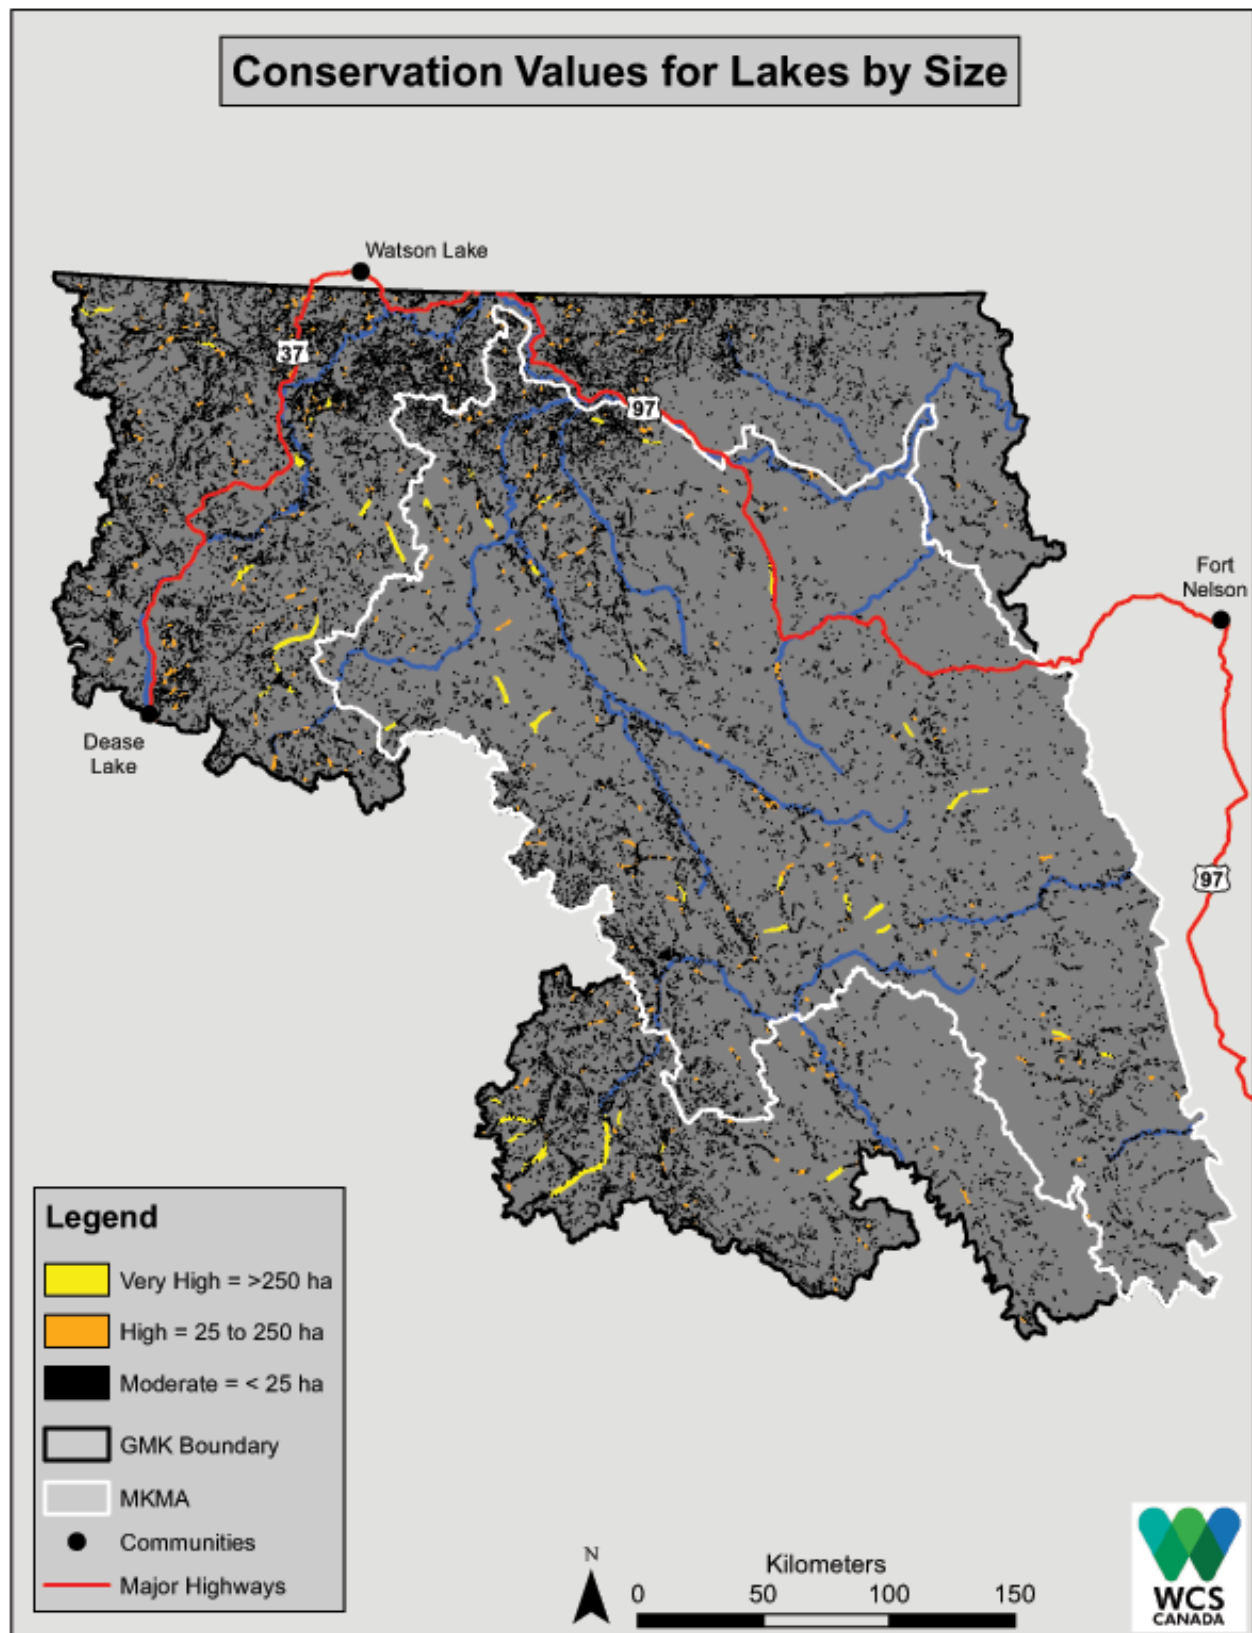 Conservation Values for Lakes by Size
Watson Lake
37
97
Fort
Nelson
Dease
Lake
97
Legend
Very High = >250 ha
High = 25 to 250 ha
Moderate = < 25 ha
GMK Boundary
MKMA
Communities
Major Highways
N
Kilometers
0 50 100 150
WCS
CANADA